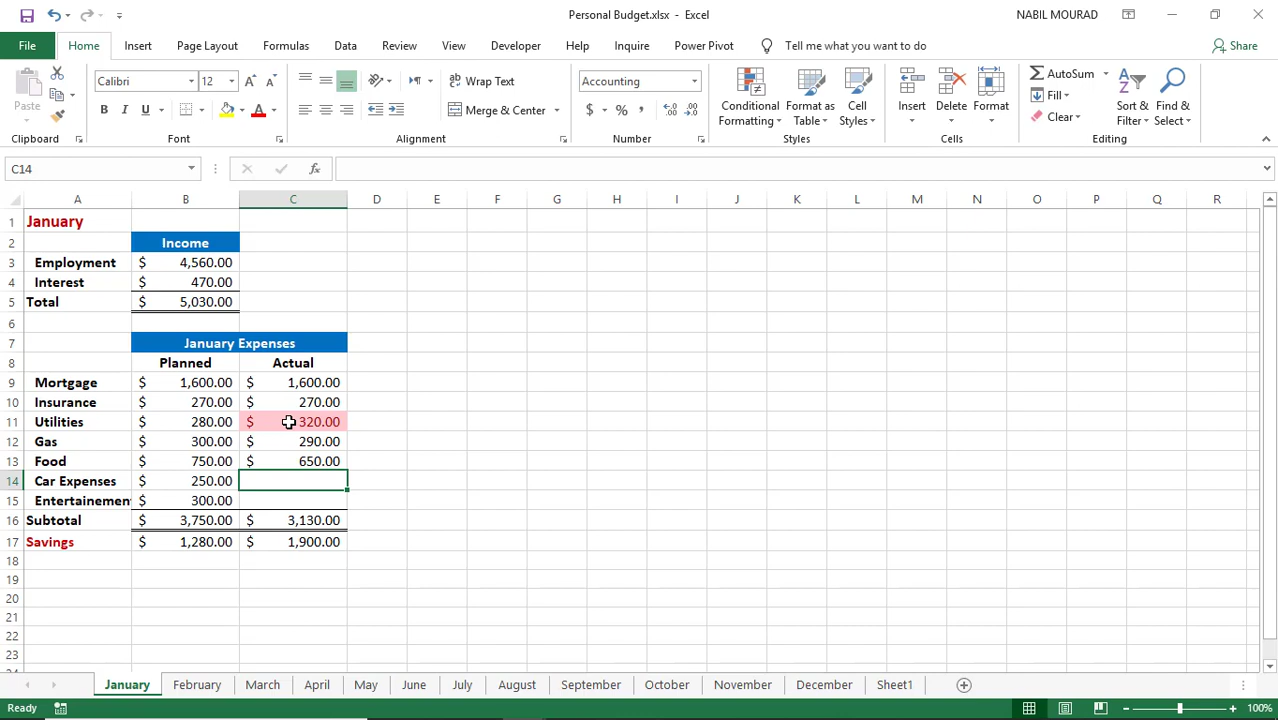 Personal Budget.xlsx - Excel
NABIL MOURAD
File Home Insert Page Layout Formulas Data Review View Developer Help Inquire Power Pivot Tell me what you want to do Share
Paste
Clipboard
Calibri 12
B I U
Font
Wrap Text
Merge & Center
Alignment
Accounting
$ % ,
Number
Conditional Formatting
Format as Table
Cell Styles
Styles
Insert Delete Format
Cells
AutoSum
Fill
Clear
Sort & Filter
Find & Select
Editing
C14 fx
A B C D E F G H I J K L M N O P Q R
1 January
2 Income
3 Employment $ 4,560.00
4 Interest $ 470.00
5 Total $ 5,030.00
6
7 January Expenses
8 Planned Actual
9 Mortgage $ 1,600.00 $ 1,600.00
10 Insurance $ 270.00 $ 270.00
11 Utilities $ 280.00 $ 320.00
12 Gas $ 300.00 $ 290.00
13 Food $ 750.00 $ 650.00
14 Car Expenses $ 250.00
15 Entertainemen $ 300.00
16 Subtotal $ 3,750.00 $ 3,130.00
17 Savings $ 1,280.00 $ 1,900.00
18
19
20
21
22
23
January February March April May June July August September October November December Sheet1
Ready
100%